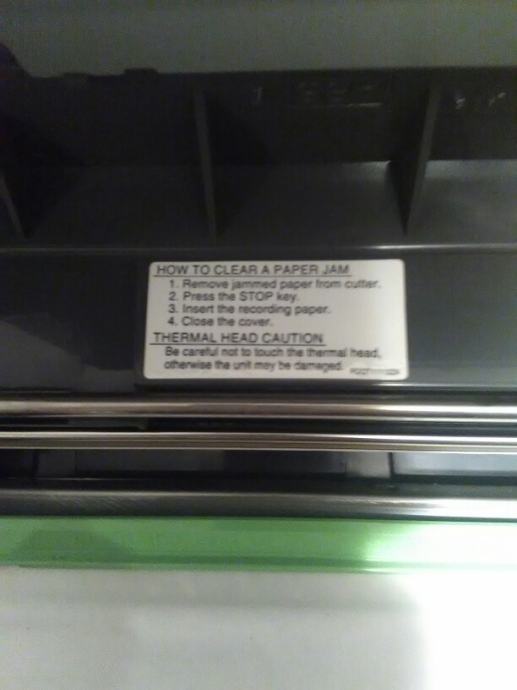 HOW TO CLEAR A PAPER JAM
1. Remove jammed paper from cutter.
2. Press the STOP key.
3. Insert the recording paper.
4. Close the cover.
THERMAL HEAD CAUTION
Be careful not to touch the thermal head,
otherwise the unit may be damaged.